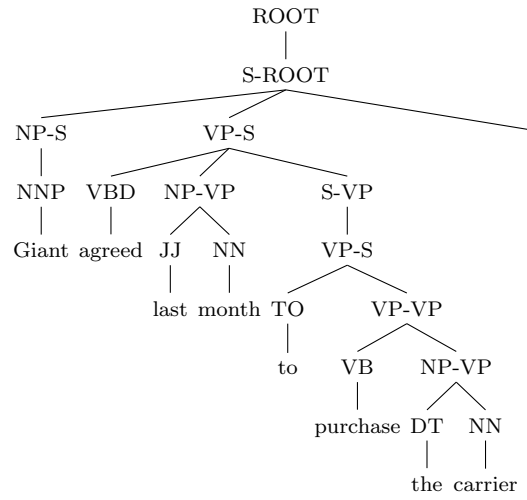 ROOT
S-ROOT
NP-S VP-S
NNP VBD NP-VP S-VP
Giant agreed JJ NN VP-S
last month TO VP-VP
to VB NP-VP
purchase DT NN
the carrier